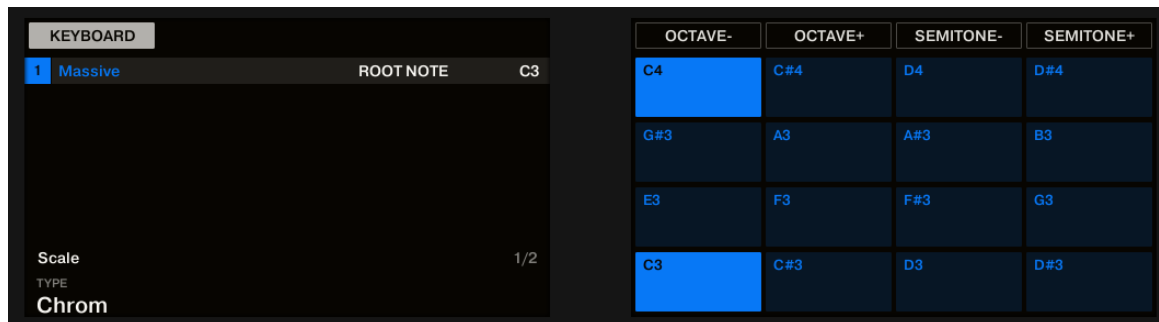 KEYBOARD
1 Massive ROOT NOTE C3
Scale 1/2
TYPE
Chrom
OCTAVE- OCTAVE+ SEMITONE- SEMITONE+
C4 C#4 D4 D#4
G#3 A3 A#3 B3
E3 F3 F#3 G3
C3 C#3 D3 D#3